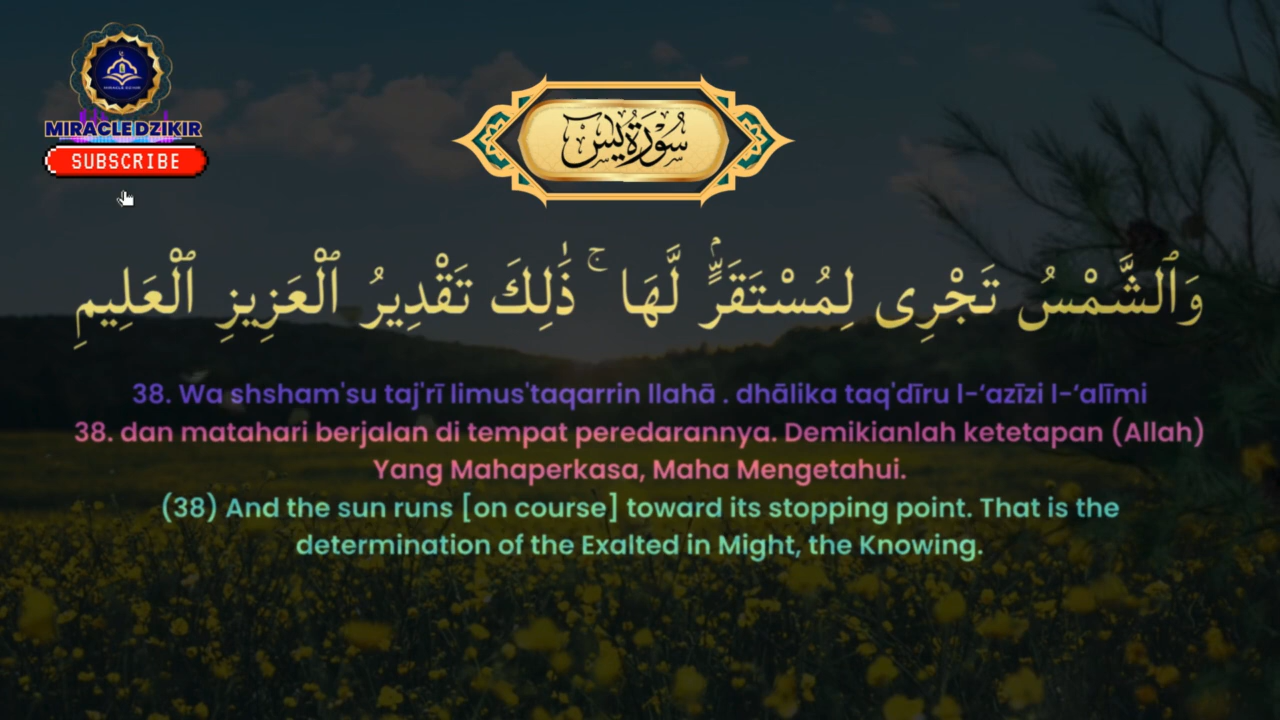 MIRACLEDZIKIR
SUBSCRIBE
سُورَةُ يس
وَٱلشَّمْسُ تَجْرِى لِمُسْتَقَرٍّۢ لَّهَا ۚ ذَٰلِكَ تَقْدِيرُ ٱلْعَزِيزِ ٱلْعَلِيمِ
38. Wa shsham'su taj'rī limus'taqarrin llahā . dhālika taq'dīru l-‘azīzi l-‘alīmi
38. dan matahari berjalan di tempat peredarannya. Demikianlah ketetapan (Allah)
Yang Mahaperkasa, Maha Mengetahui.
(38) And the sun runs [on course] toward its stopping point. That is the
determination of the Exalted in Might, the Knowing.